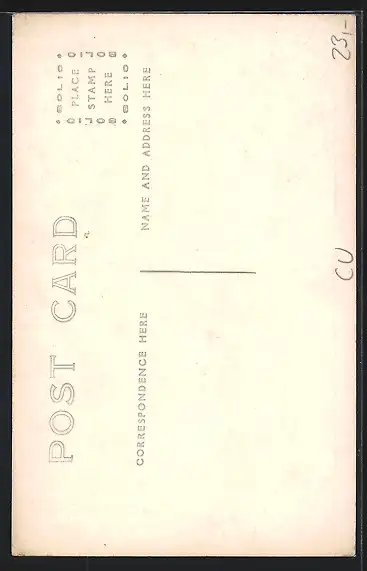 POST CARD
SOLIO
PLACE
STAMP
HERE
SOLIO
CORRESPONDENCE HERE
NAME AND ADDRESS HERE
23,-
CU